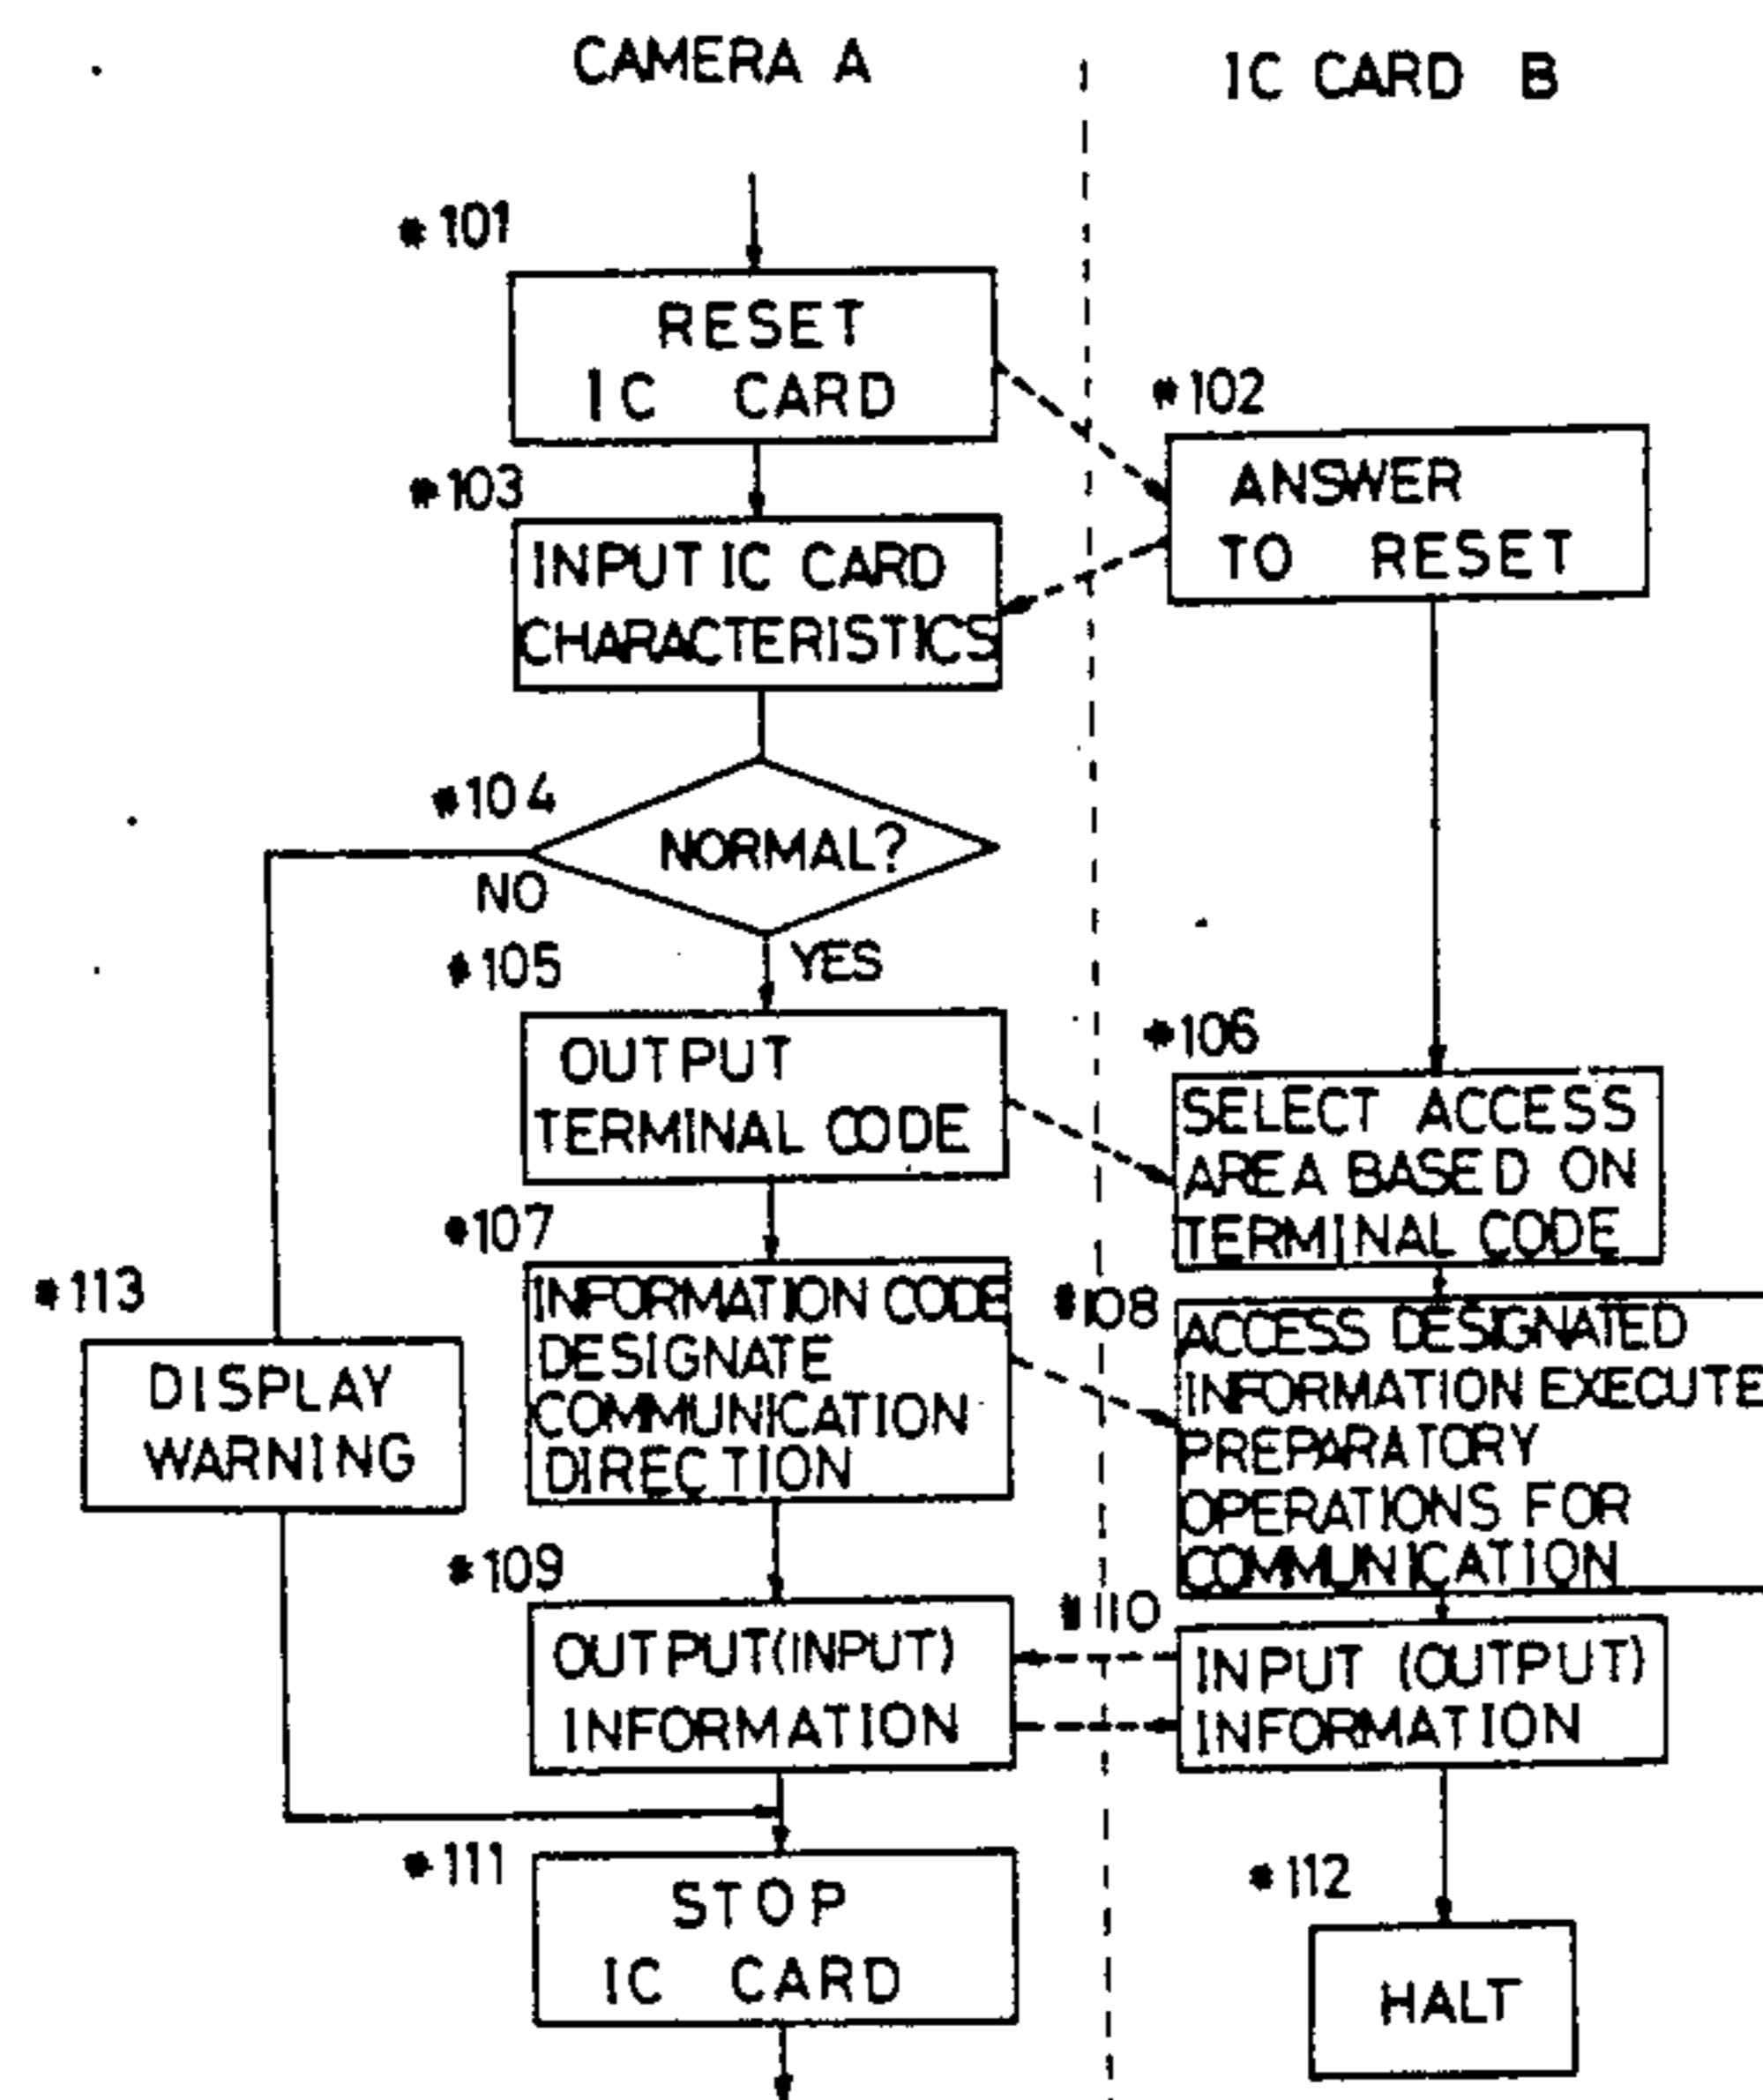 CAMERA A
IC CARD B
#101
RESET
IC CARD
#102
ANSWER
TO RESET
#103
INPUT IC CARD
CHARACTERISTICS
#104
NORMAL?
NO
YES
#105
OUTPUT
TERMINAL CODE
#106
SELECT ACCESS
AREA BASED ON
TERMINAL CODE
#107
INFORMATION CODE
DESIGNATE
COMMUNICATION
DIRECTION
#108
ACCESS DESIGNATED
INFORMATION EXECUTE
PREPARATORY
OPERATIONS FOR
COMMUNICATION
#113
DISPLAY
WARNING
#109
OUTPUT(INPUT)
INFORMATION
#110
INPUT (OUTPUT)
INFORMATION
#111
STOP
IC CARD
#112
HALT